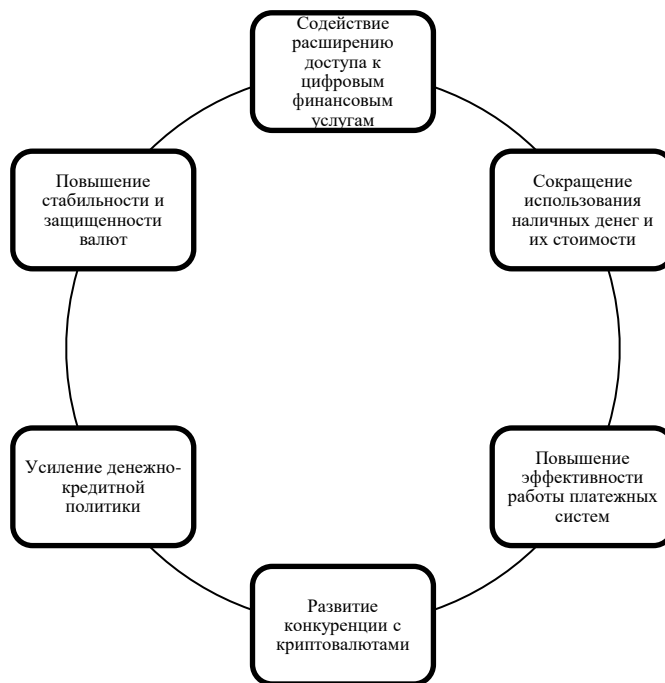 Содействие
расширению
доступа к
цифровым
финансовым
услугам
Сокращение
использования
наличных денег и
их стоимости
Повышение
эффективности
работы платежных
систем
Развитие
конкуренции с
криптовалютами
Усиление денежно-
кредитной
политики
Повышение
стабильности и
защищенности
валют